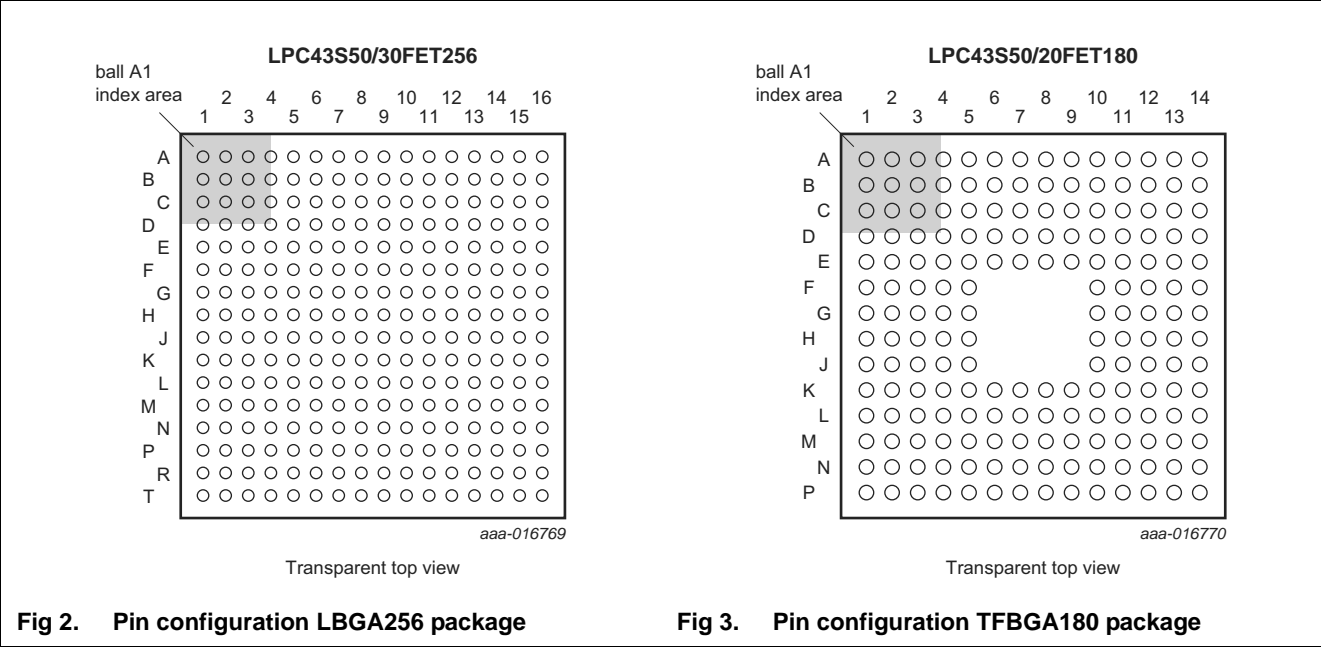 LPC43S50/30FET256
ball A1
index area
2 4 6 8 10 12 14 16
1 3 5 7 9 11 13 15
A
B
C
D
E
F
G
H
J
K
L
M
N
P
R
T
aaa-016769
Transparent top view
Fig 2. Pin configuration LBGA256 package
LPC43S50/20FET180
ball A1
index area
2 4 6 8 10 12 14
1 3 5 7 9 11 13
A
B
C
D
E
F
G
H
J
K
L
M
N
P
aaa-016770
Transparent top view
Fig 3. Pin configuration TFBGA180 package